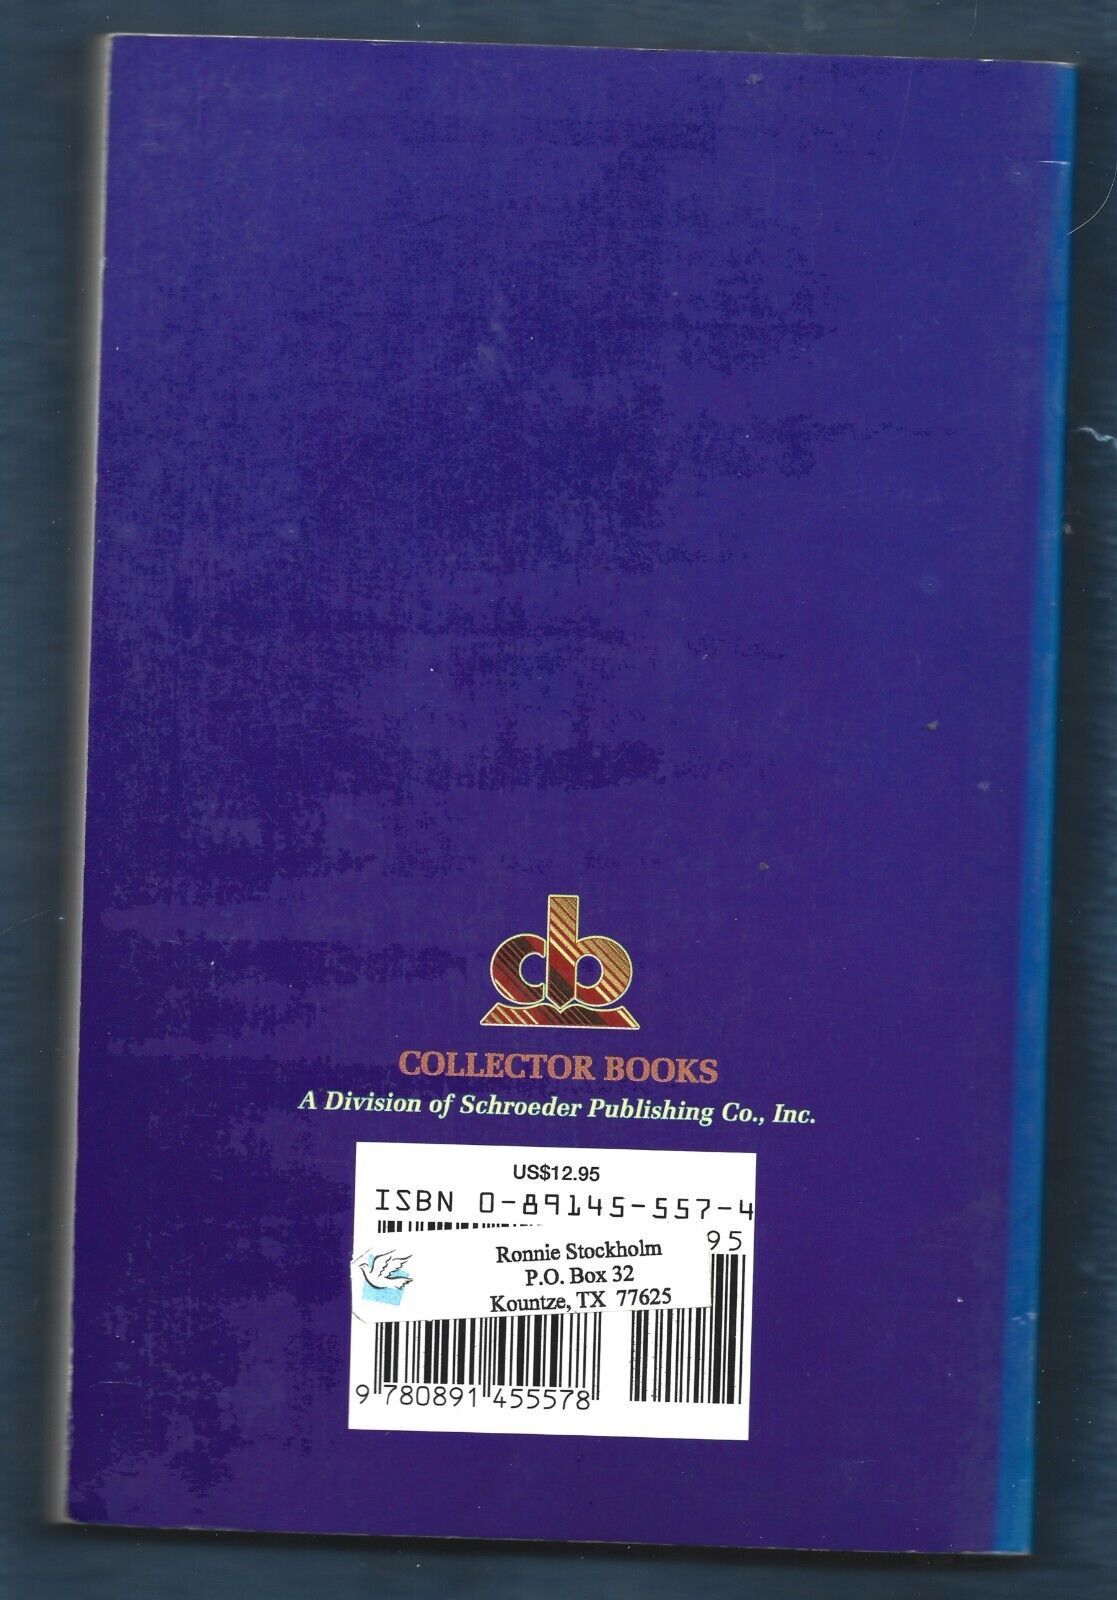 cb
COLLECTOR BOOKS
A Division of Schroeder Publishing Co., Inc.
US$12.95
ISBN 0-89145-557-4
95
Ronnie Stockholm
P.O. Box 32
Kountze, TX 77625
9 780891 455578